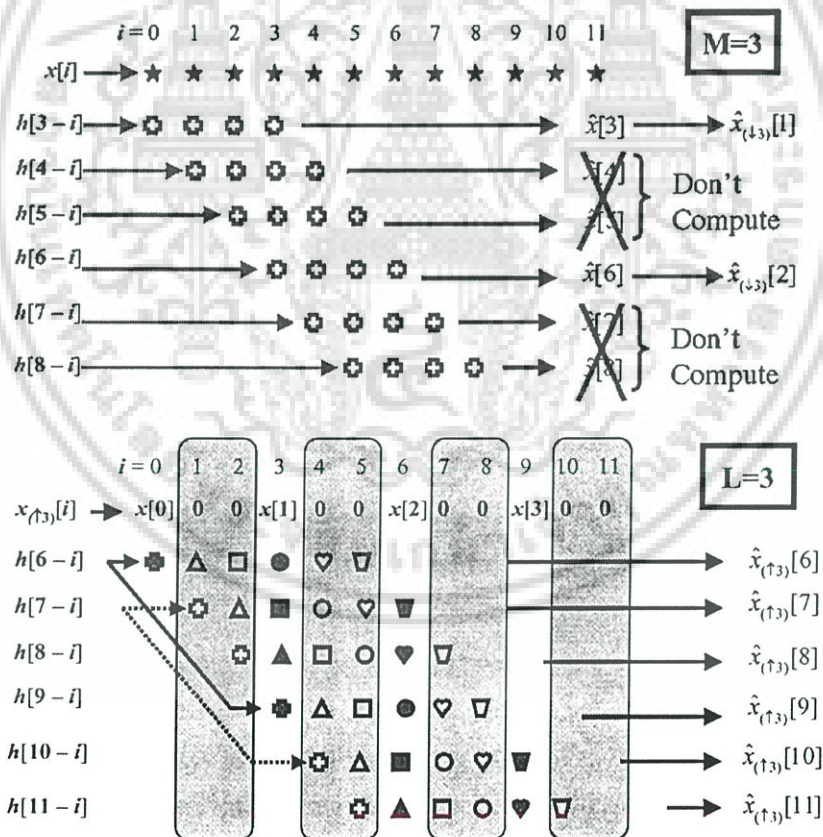 i = 0 1 2 3 4 5 6 7 8 9 10 11
M=3
x[i]
h[3 – i] x̂[3] x̂(↓3)[1]
h[4 – i]
Don't
h[5 – i]
Compute
h[6 – i] x̂[6] x̂(↓3)[2]
h[7 – i]
Don't
h[8 – i]
Compute
i = 0 1 2 3 4 5 6 7 8 9 10 11
L=3
x(↑3)[i] x[0] 0 0 x[1] 0 0 x[2] 0 0 x[3] 0 0
h[6 – i] x̂(↑3)[6]
h[7 – i] x̂(↑3)[7]
h[8 – i] x̂(↑3)[8]
h[9 – i] x̂(↑3)[9]
h[10 – i] x̂(↑3)[10]
h[11 – i] x̂(↑3)[11]